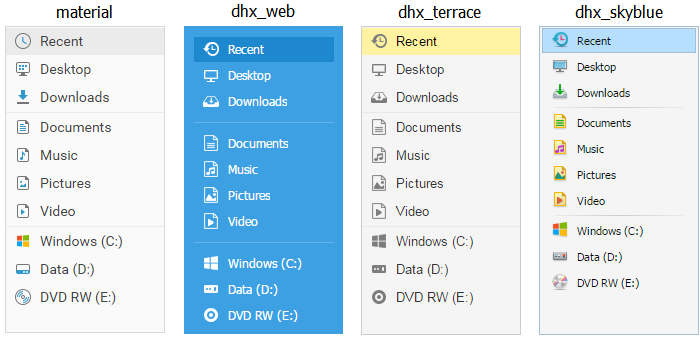 material
Recent
Desktop
Downloads
Documents
Music
Pictures
Video
Windows (C:)
Data (D:)
DVD RW (E:)
dhx_web
Recent
Desktop
Downloads
Documents
Music
Pictures
Video
Windows (C:)
Data (D:)
DVD RW (E:)
dhx_terrace
Recent
Desktop
Downloads
Documents
Music
Pictures
Video
Windows (C:)
Data (D:)
DVD RW (E:)
dhx_skyblue
Recent
Desktop
Downloads
Documents
Music
Pictures
Video
Windows (C:)
Data (D:)
DVD RW (E:)